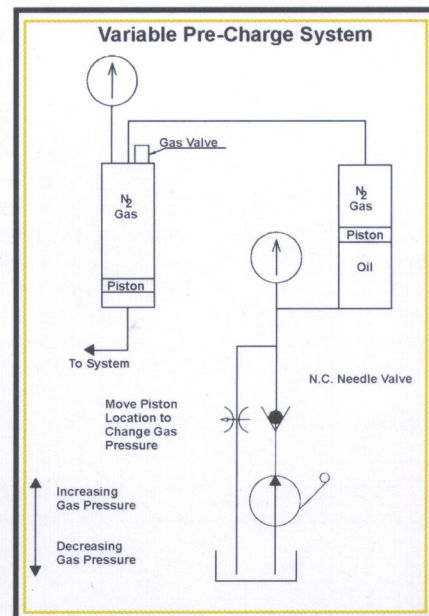 Variable Pre-Charge System
Gas Valve
N2
Gas
Piston
To System
N2
Gas
Piston
Oil
N.C. Needle Valve
Move Piston
Location to
Change Gas
Pressure
Increasing
Gas Pressure
Decreasing
Gas Pressure